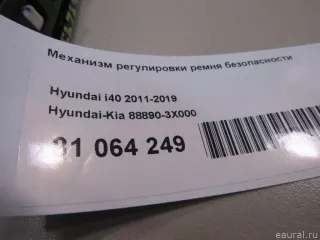 Механизм регулировки ремня безопасности
Hyundai i40 2011-2019
Hyundai-Kia 88890-3X000
31 064 249
eaural.ru